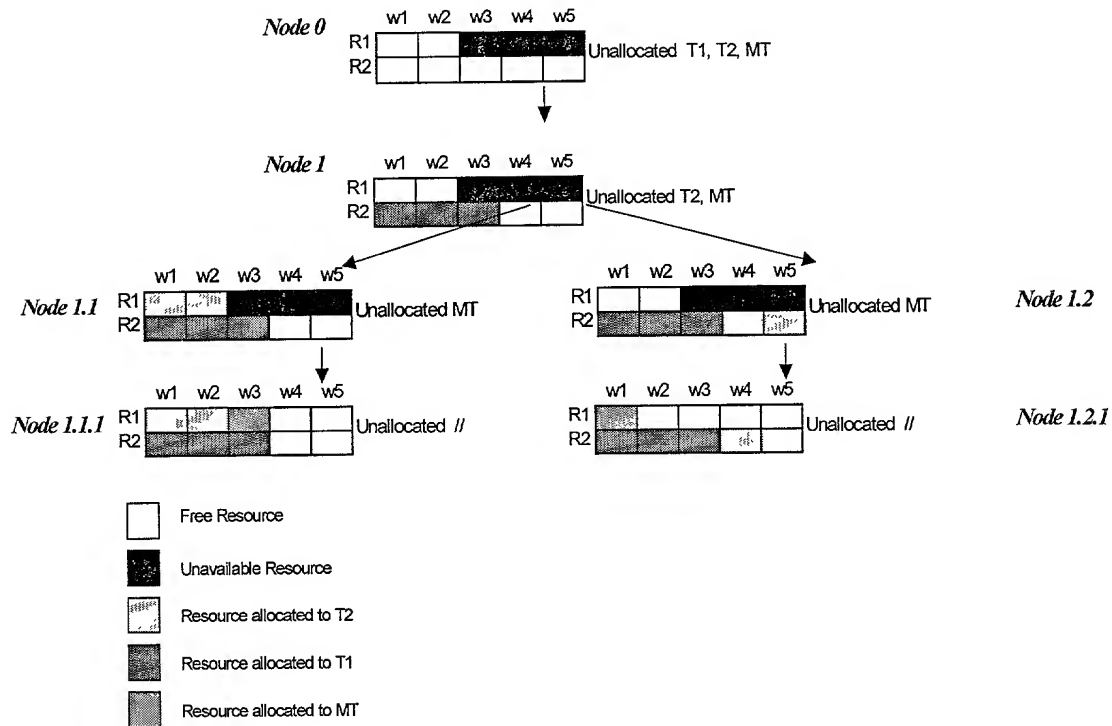 Node 0
w1 w2 w3 w4 w5
R1
Unallocated T1, T2, MT
R2
Node 1
w1 w2 w3 w4 w5
R1
Unallocated T2, MT
R2
Node 1.1
w1 w2 w3 w4 w5
R1
Unallocated MT
R2
w1 w2 w3 w4 w5
R1
Unallocated MT
R2
Node 1.2
Node 1.1.1
w1 w2 w3 w4 w5
R1
Unallocated //
R2
w1 w2 w3 w4 w5
R1
Unallocated //
R2
Node 1.2.1
Free Resource
Unavailable Resource
Resource allocated to T2
Resource allocated to T1
Resource allocated to MT